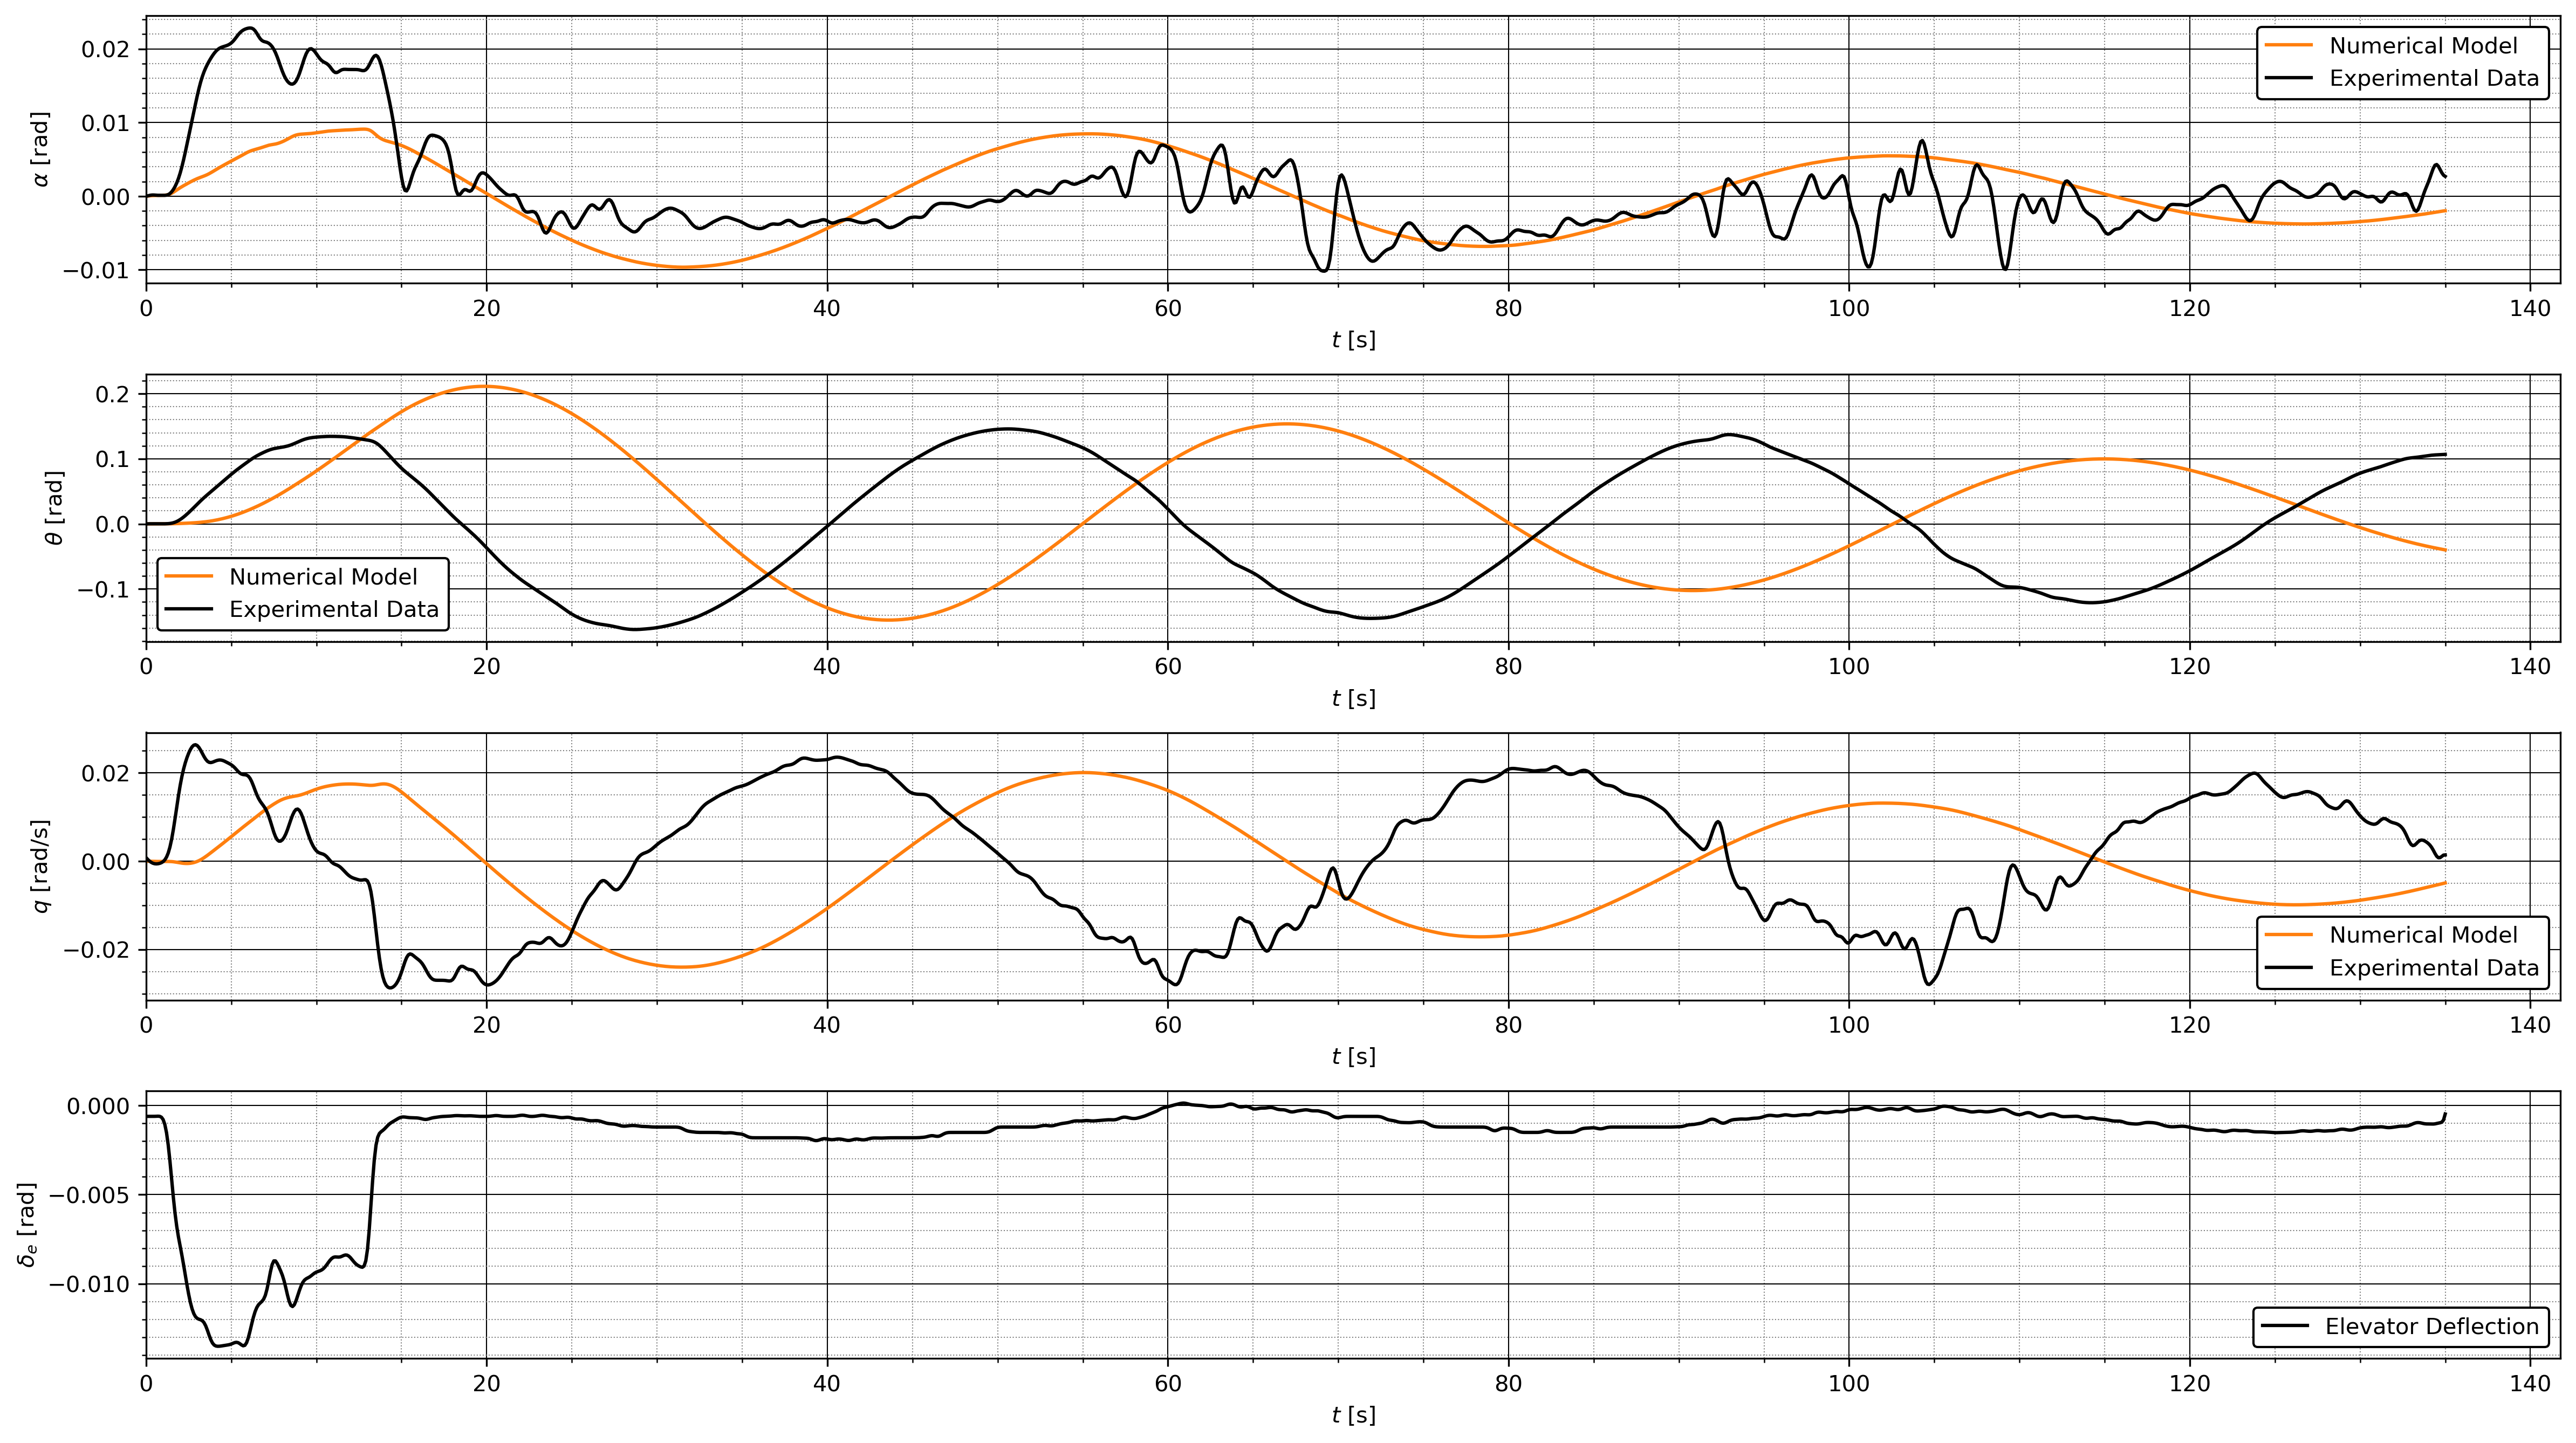 0.02
0.01
0.00
−0.01
α [rad]
Numerical Model
Experimental Data
0 20 40 60 80 100 120 140
t [s]
0.2
0.1
0.0
−0.1
θ [rad]
Numerical Model
Experimental Data
0 20 40 60 80 100 120 140
t [s]
0.02
0.00
−0.02
q [rad/s]
Numerical Model
Experimental Data
0 20 40 60 80 100 120 140
t [s]
0.000
−0.005
−0.010
δe [rad]
Elevator Deflection
0 20 40 60 80 100 120 140
t [s]